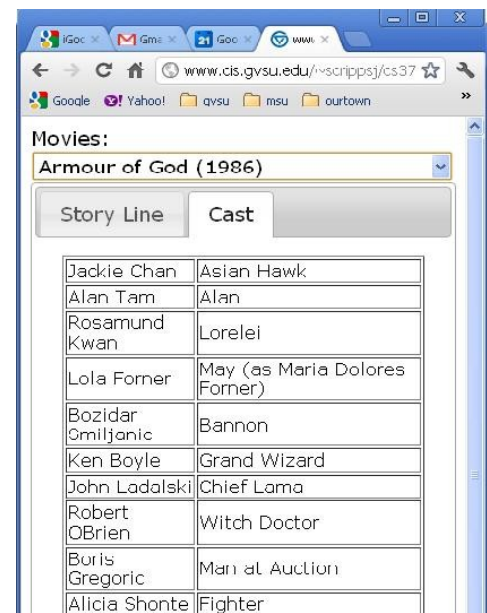 iGoo
Gma
21 Goo
www.
www.cis.gvsu.edu/~scrippsj/cs37
Google Yahoo! gvsu msu ourtown »
Movies:
Armour of God (1986)
Story Line Cast
Jackie Chan Asian Hawk
Alan Tam Alan
Rosamund Kwan Lorelei
Lola Forner May (as Maria Dolores Forner)
Bozidar Smiljanic Bannon
Ken Boyle Grand Wizard
John Ladalski Chief Lama
Robert OBrien Witch Doctor
Boris Gregoric Man at Auction
Alicia Shonte Fighter